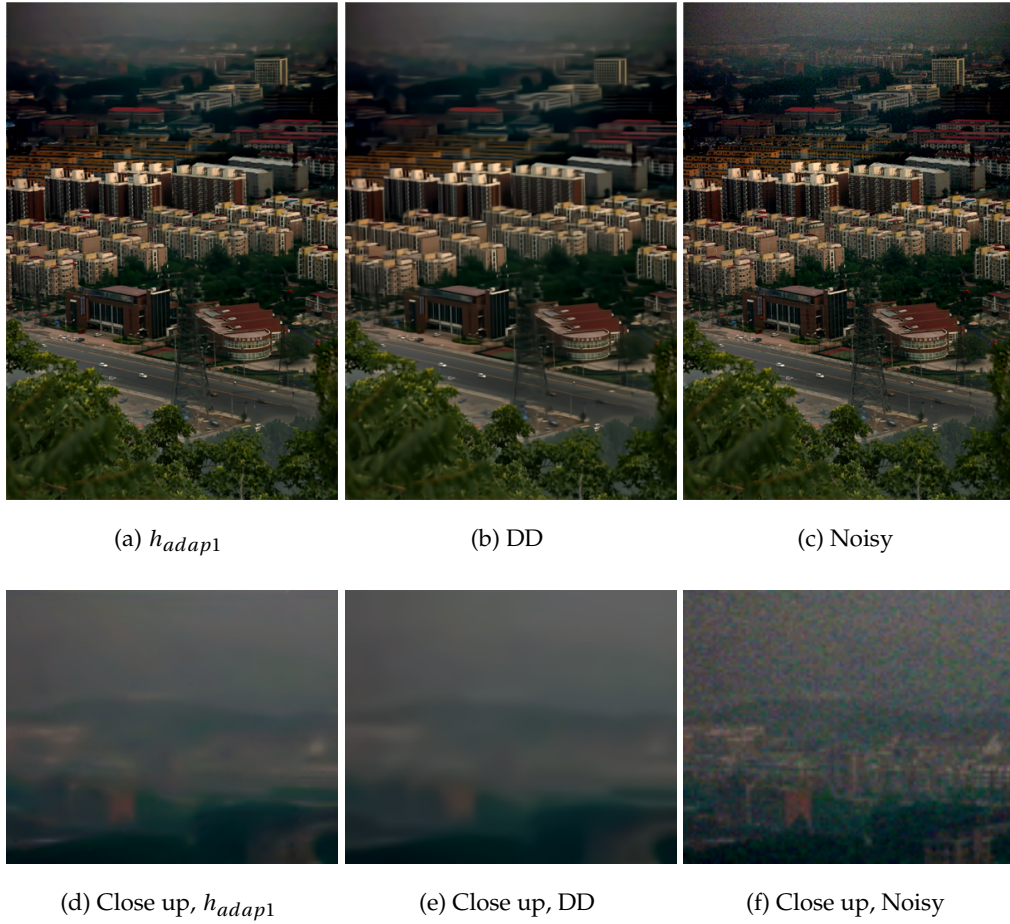 (a) h_adap1
(b) DD
(c) Noisy
(d) Close up, h_adap1
(e) Close up, DD
(f) Close up, Noisy